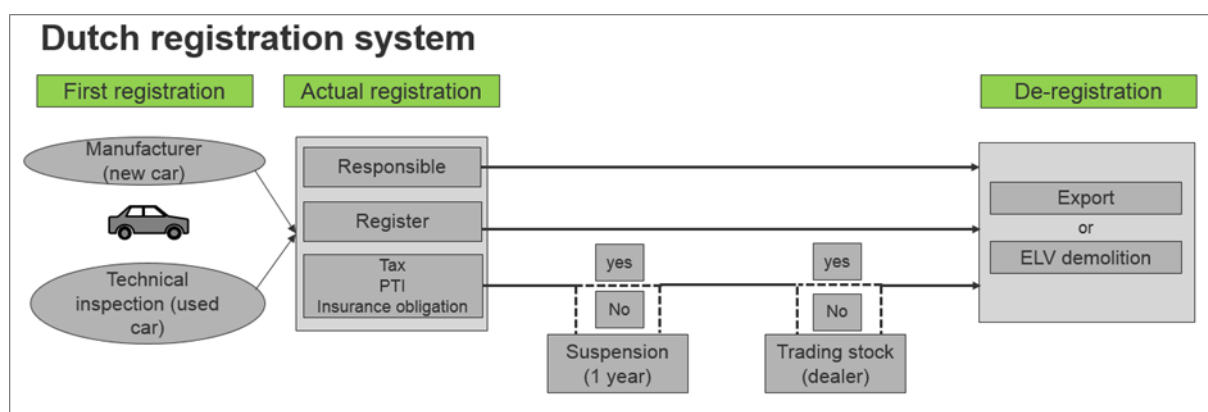 Dutch registration system
First registration
Actual registration
De-registration
Manufacturer
(new car)
Technical
inspection (used
car)
Responsible
Register
Tax
PTI
Insurance obligation
yes
No
Suspension
(1 year)
yes
No
Trading stock
(dealer)
Export
or
ELV demolition